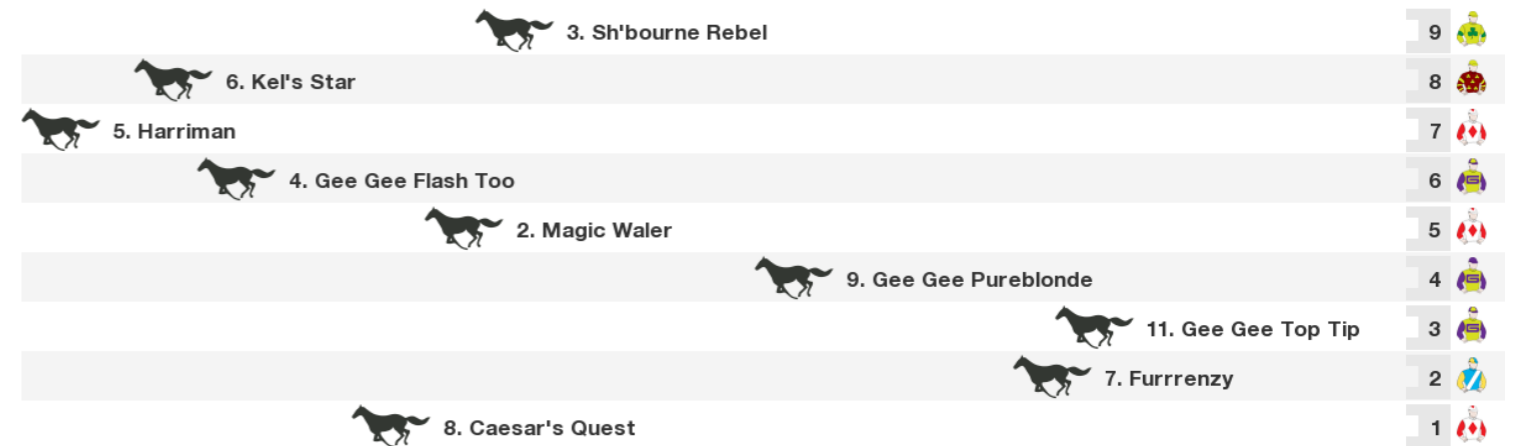 3. Sh'bourne Rebel 9
6. Kel's Star 8
5. Harriman 7
4. Gee Gee Flash Too 6
2. Magic Waler 5
9. Gee Gee Pureblonde 4
11. Gee Gee Top Tip 3
7. Furrrenzy 2
8. Caesar's Quest 1